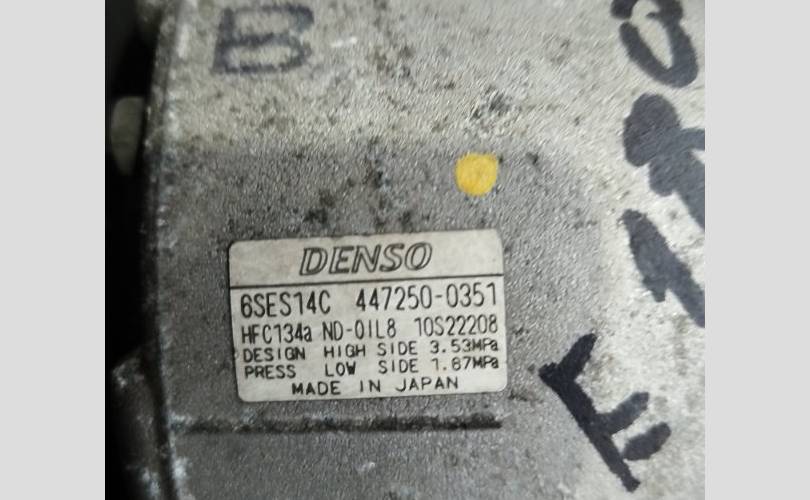 B
DENSO
6SES14C 447250-0351
HFC134a ND-OIL8 10S22208
DESIGN HIGH SIDE 3.53MPa
PRESS LOW SIDE 1.67MPa
MADE IN JAPAN